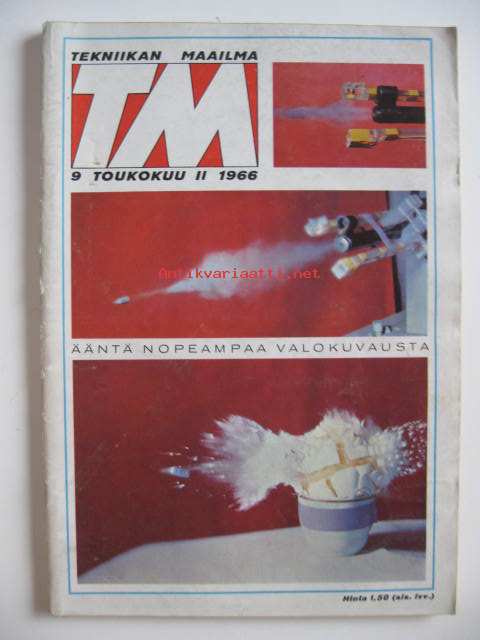 TEKNIIKAN MAAILMA
TM
9 TOUKOKUU II 1966
Antikvariaatti.net
ÄÄNTÄ NOPEAMPAA VALOKUVAUSTA
Hinta 1,50 (sis. lvv.)